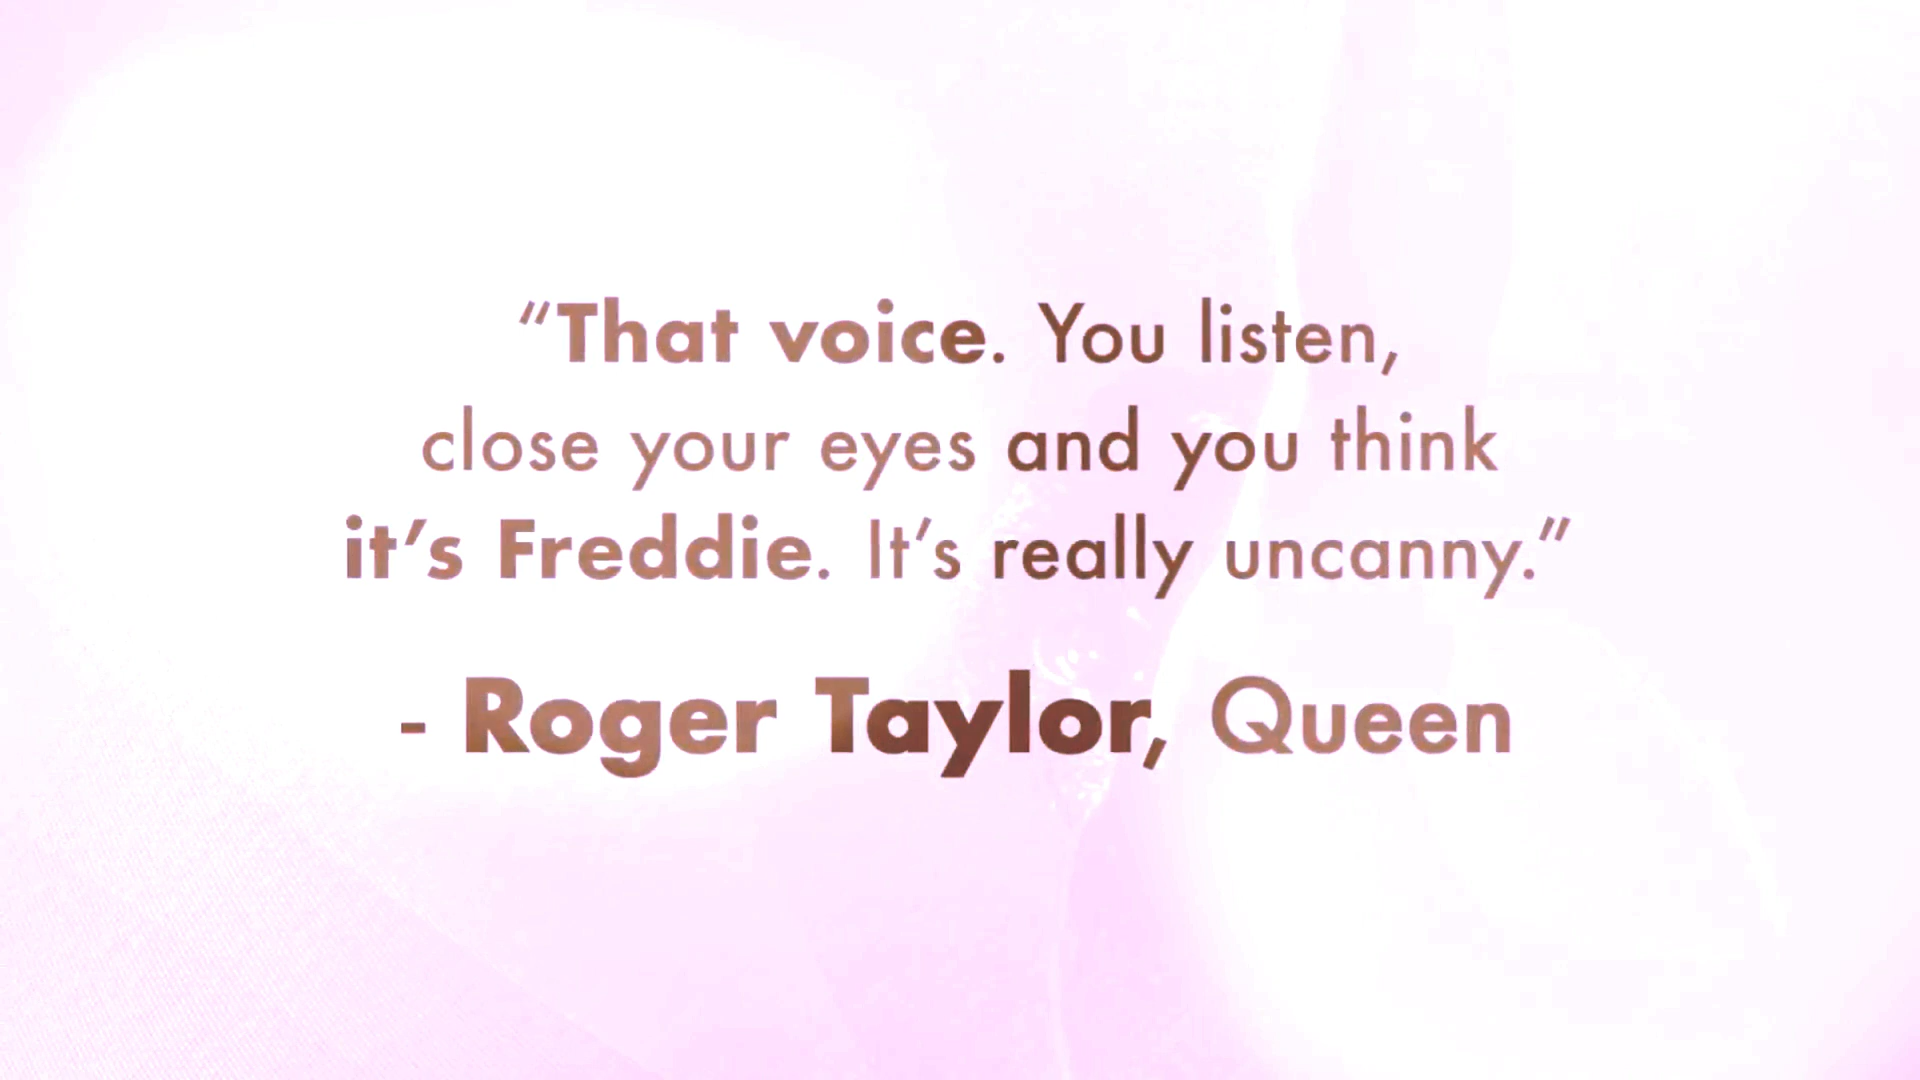 “That voice. You listen,
close your eyes and you think
it’s Freddie. It’s really uncanny.”
- Roger Taylor, Queen